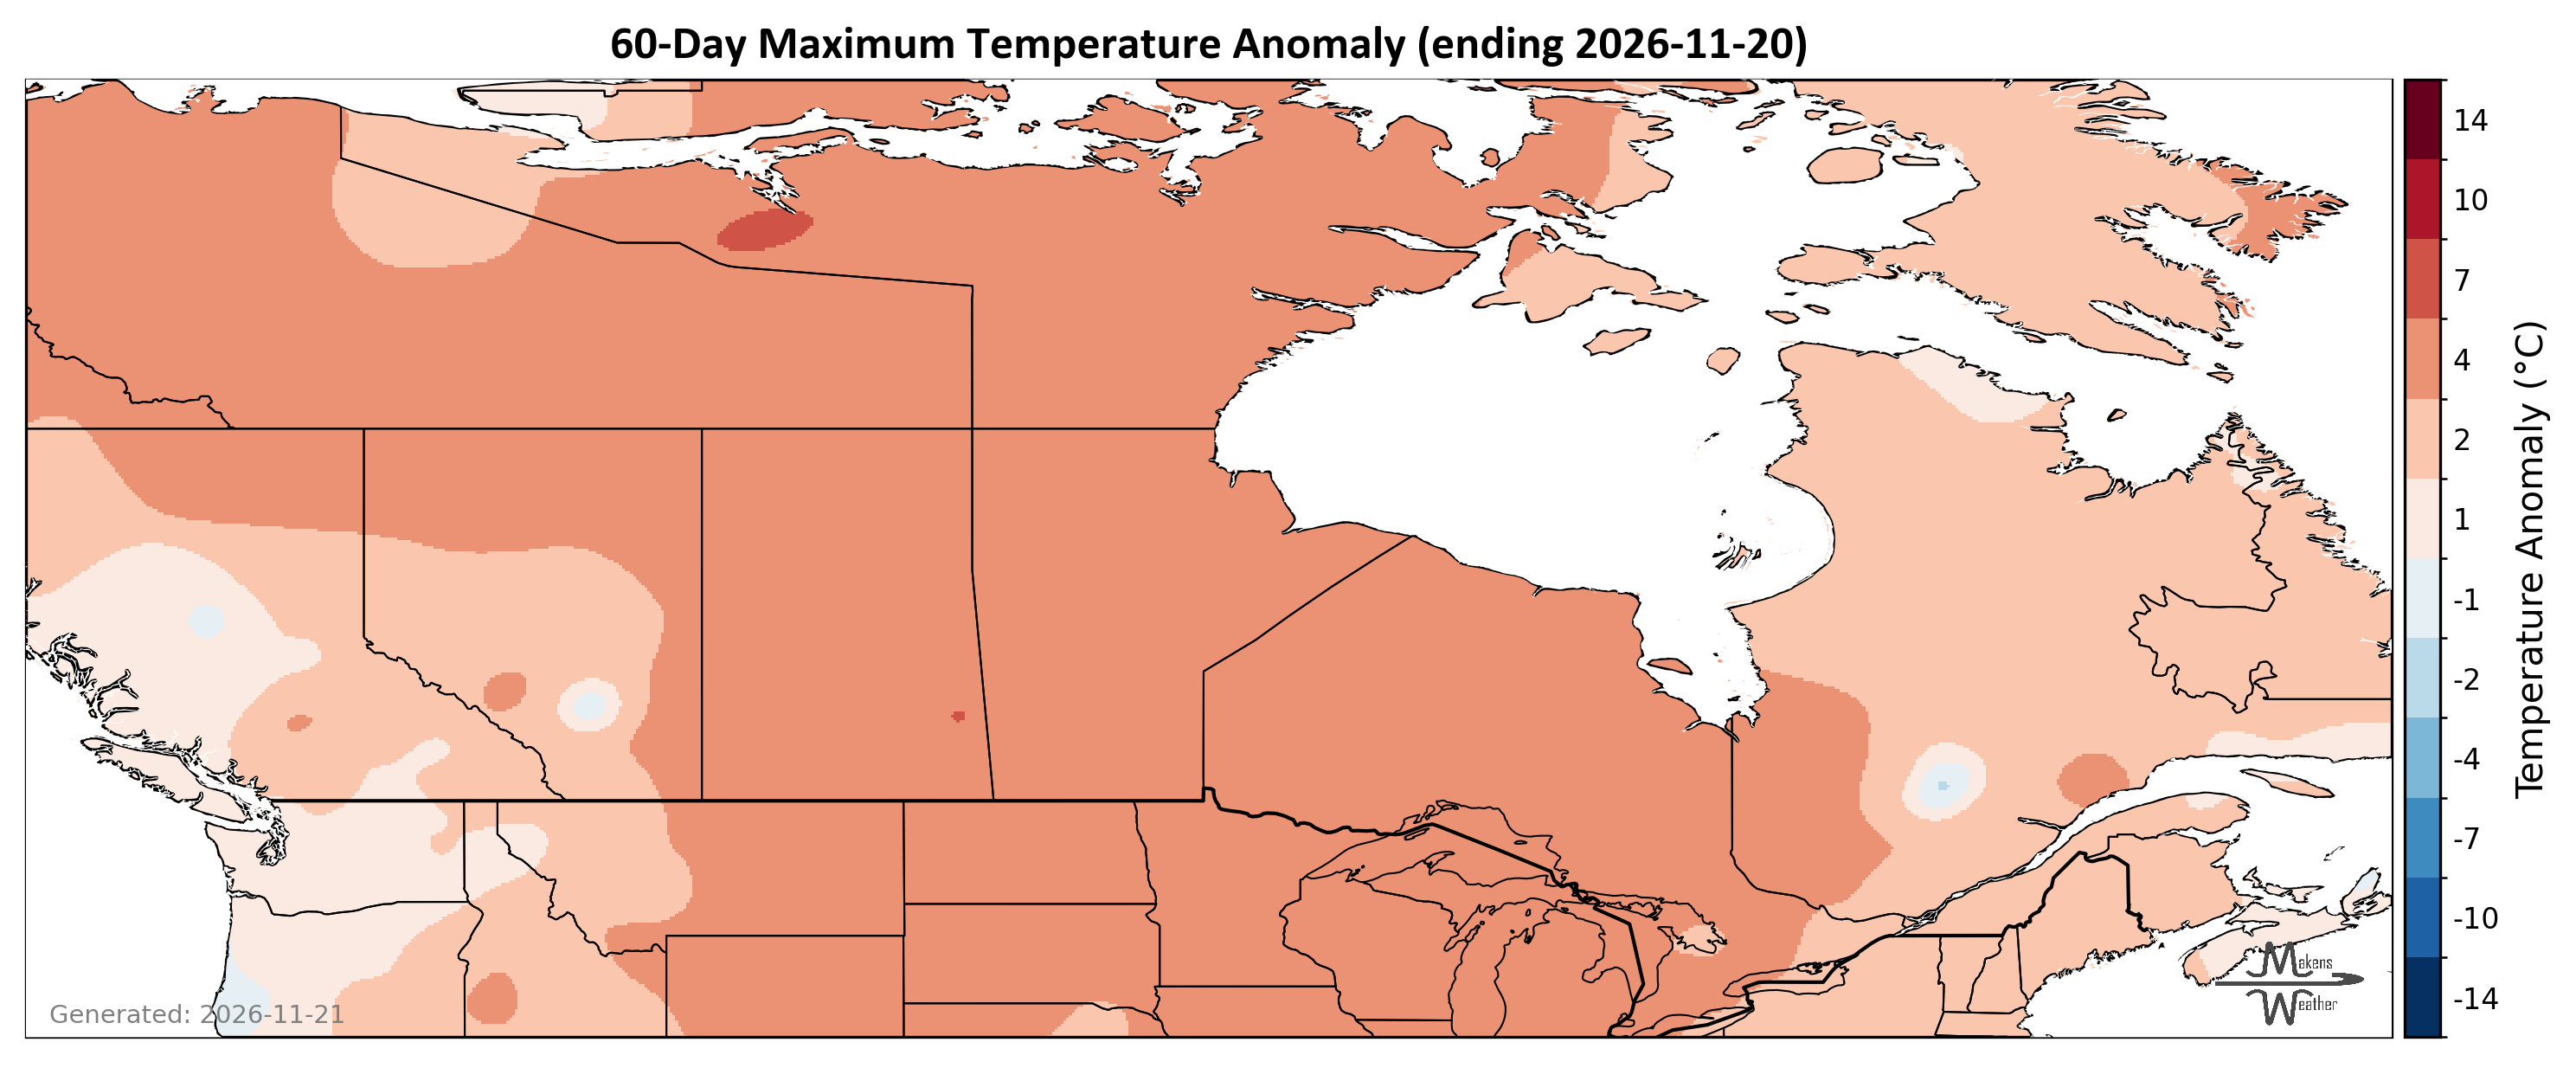 60-Day Maximum Temperature Anomaly (ending 2026-11-20)
14
10
7
4
2
1
-1
-2
-4
-7
-10
-14
Temperature Anomaly (°C)
Makens
Weather
Generated: 2026-11-21